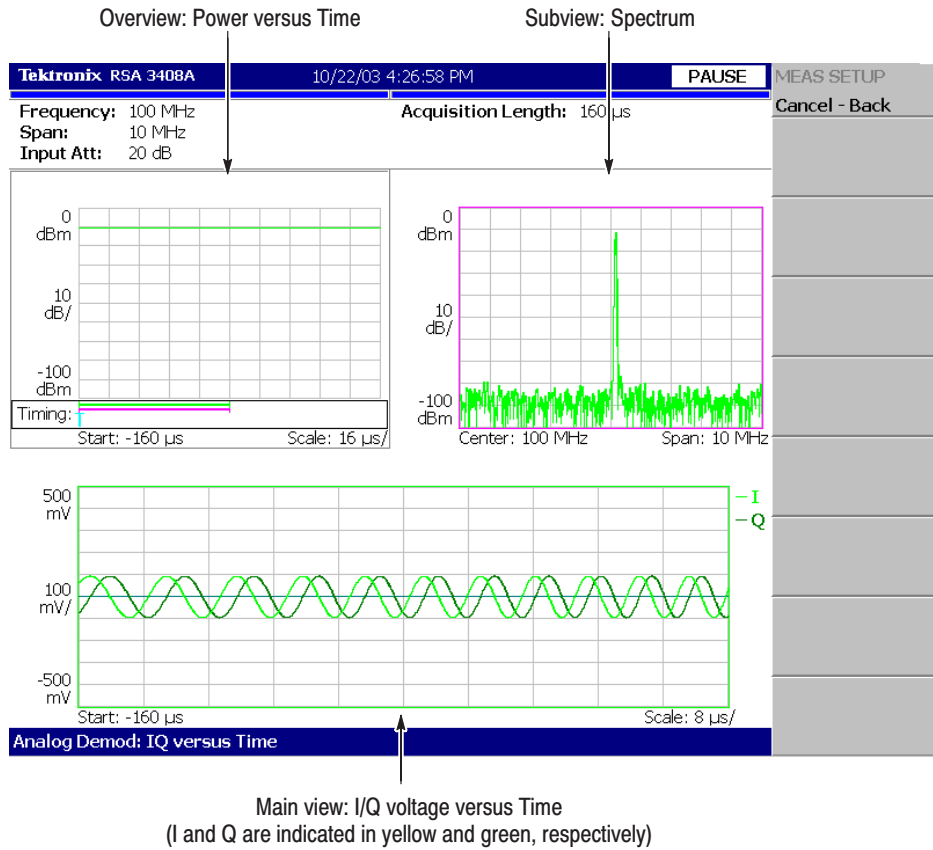 Overview: Power versus Time
Subview: Spectrum
Tektronix RSA 3408A 10/22/03 4:26:58 PM PAUSE
MEAS SETUP
Cancel - Back
Frequency: 100 MHz
Acquisition Length: 160 µs
Span: 10 MHz
Input Att: 20 dB
0
dBm
10
dB/
-100
dBm
Timing:
T
Start: -160 µs Scale: 16 µs/
0
dBm
10
dB/
-100
dBm
Center: 100 MHz Span: 10 MHz
500
mV
100
mV/
-500
mV
I
Q
Start: -160 µs Scale: 8 µs/
Analog Demod: IQ versus Time
Main view: I/Q voltage versus Time
(I and Q are indicated in yellow and green, respectively)